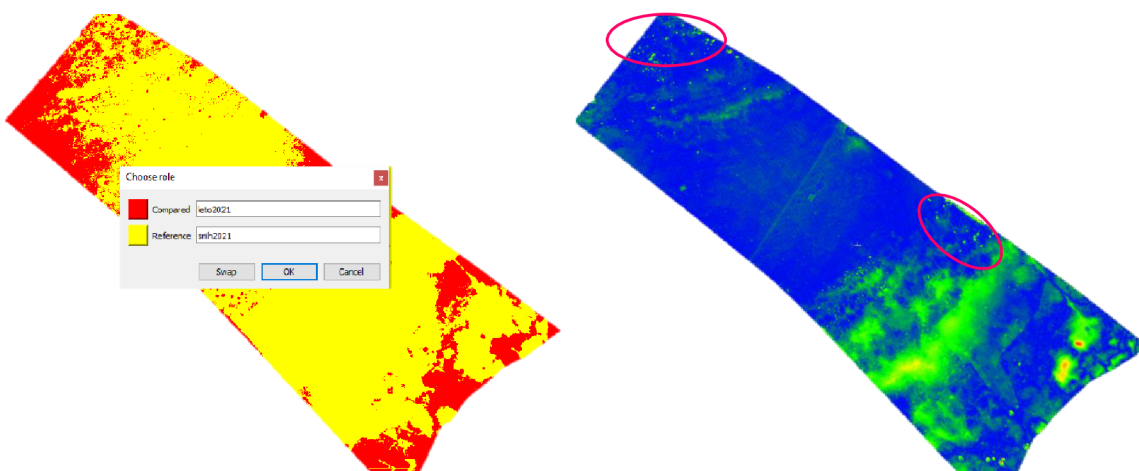 Choose role
x
Compared leto2021
Reference snih2021
Swap OK Cancel